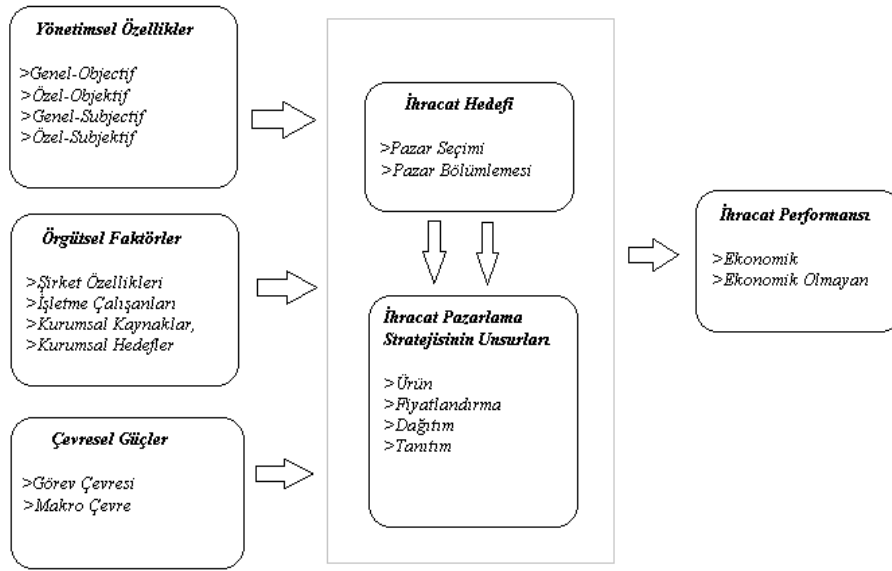 Yönetimsel Özellikler
>Genel-Objectif
>Özel-Objektif
>Genel-Subjectif
>Özel-Subjektif
Örgütsel Faktörler
>Şirket Özellikleri
>İşletme Çalışanları
>Kurumsal Kaynaklar,
>Kurumsal Hedefler
Çevresel Güçler
>Görev Çevresi
>Makro Çevre
İhracat Hedefi
>Pazar Seçimi
>Pazar Bölümlemesi
İhracat Pazarlama
Stratejisinin Unsurları
>Ürün
>Fiyatlandırma
>Dağıtım
>Tanıtım
İhracat Performansı
>Ekonomik
>Ekonomik Olmayan